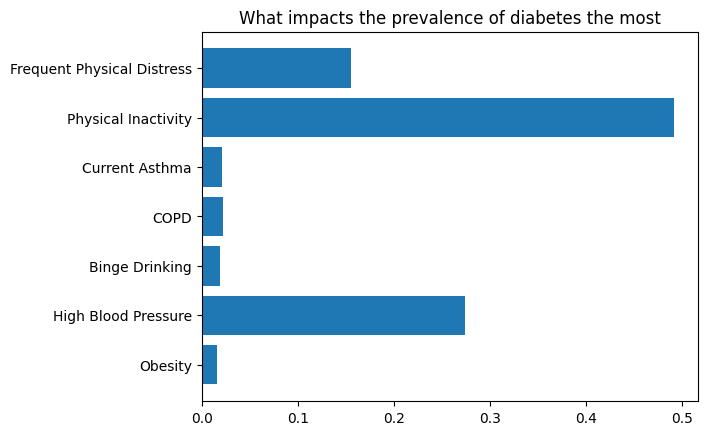 What impacts the prevalence of diabetes the most
Frequent Physical Distress
Physical Inactivity
Current Asthma
COPD
Binge Drinking
High Blood Pressure
Obesity
0.0 0.1 0.2 0.3 0.4 0.5